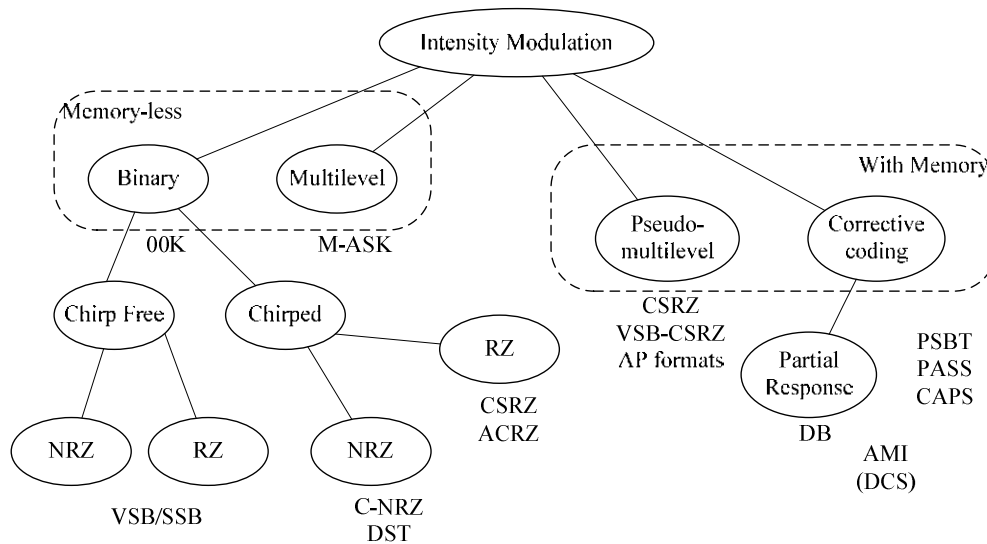 Intensity Modulation
Memory-less
Binary
Multilevel
00K
M-ASK
With Memory
Pseudo-
multilevel
Corrective
coding
Chirp Free
Chirped
RZ
CSRZ
ACRZ
CSRZ
VSB-CSRZ
AP formats
Partial
Response
DB
PSBT
PASS
CAPS
AMI
(DCS)
NRZ
RZ
NRZ
VSB/SSB
C-NRZ
DST